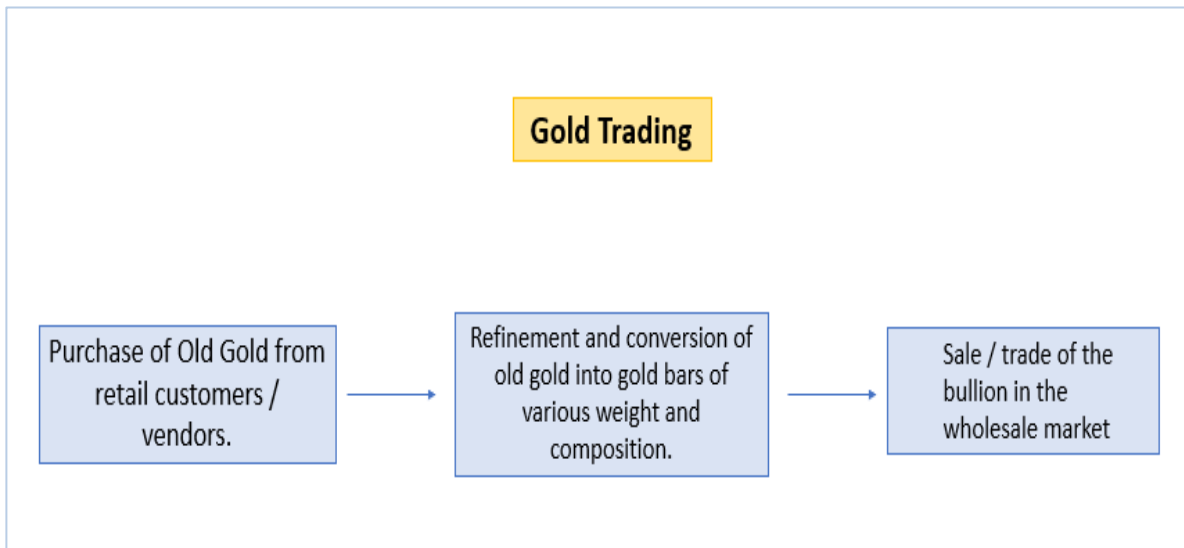 Gold Trading
Purchase of Old Gold from
retail customers /
vendors.
Refinement and conversion of
old gold into gold bars of
various weight and
composition.
Sale / trade of the
bullion in the
wholesale market